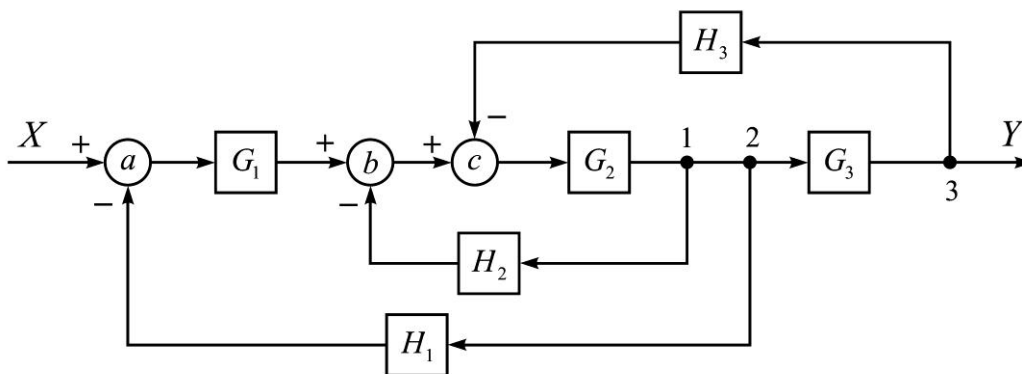 H₃
X + a G₁ + b + c − G₂ 1 2 G₃ 3 Y
− −
H₂
H₁